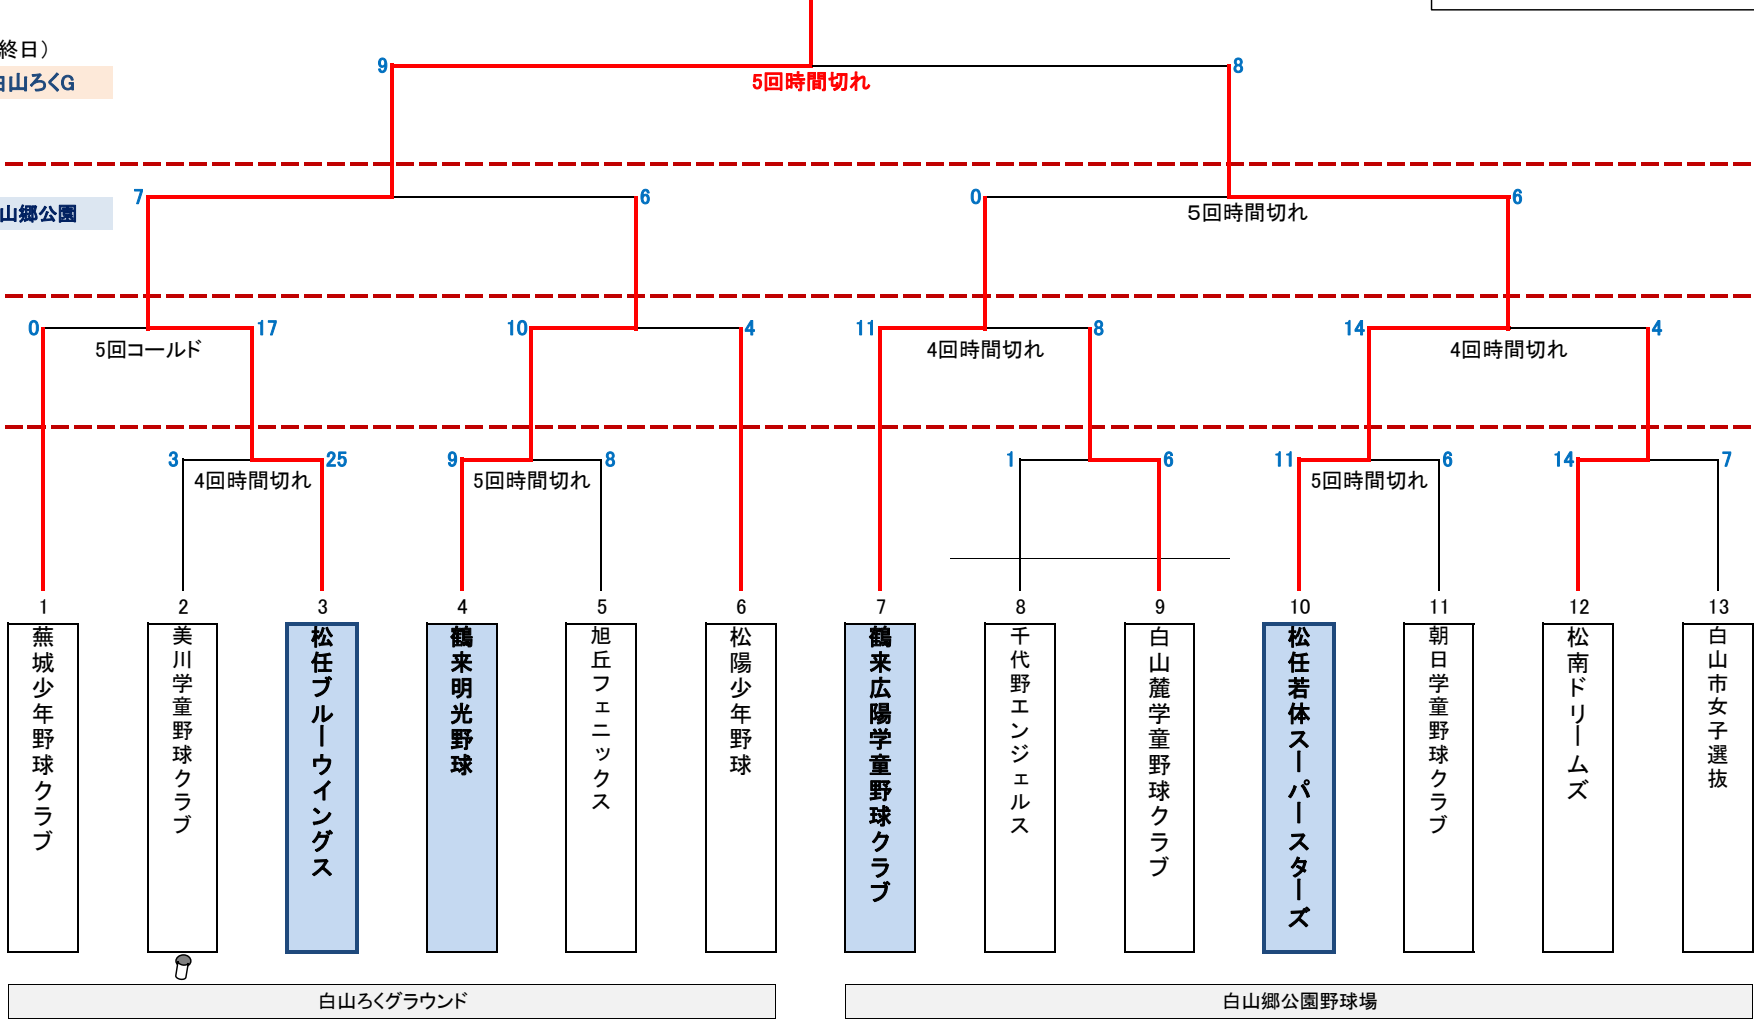 終日）
9
8
白山ろくG
5回時間切れ
7
6
0
6
山郷公園
5回時間切れ
0
17
10
4
11
8
14
4
5回コールド
4回時間切れ
4回時間切れ
3
25
9
8
1
6
11
6
14
7
4回時間切れ
5回時間切れ
5回時間切れ
1
2
3
4
5
6
7
8
9
10
11
12
13
蕪城少年野球クラブ
美川学童野球クラブ
松任ブルーウイングス
鶴来明光野球
旭丘フェニックス
松陽少年野球
鶴来広陽学童野球クラブ
千代野エンジェルス
白山麓学童野球クラブ
松任若体スーパースターズ
朝日学童野球クラブ
松南ドリームズ
白山市女子選抜
白山ろくグラウンド
白山郷公園野球場